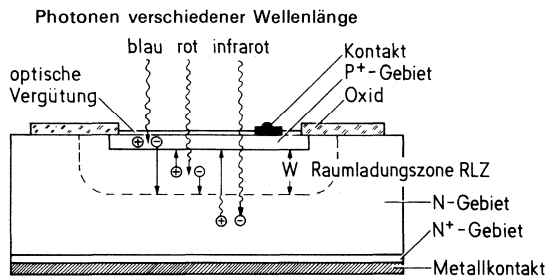 Photonen verschiedener Wellenlänge
blau rot infrarot
optische
Vergütung
Kontakt
P⁺-Gebiet
Oxid
⊕ ⊖
⊕ ⊖
W Raumladungszone RLZ
⊕ ⊖
N-Gebiet
N⁺-Gebiet
Metallkontakt